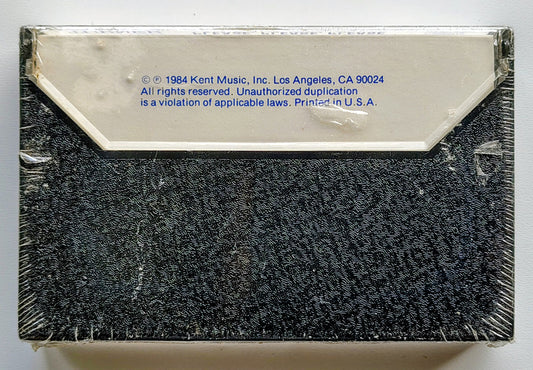 © ℗ 1984 Kent Music, Inc. Los Angeles, CA 90024
All rights reserved. Unauthorized duplication
is a violation of applicable laws. Printed in U.S.A.